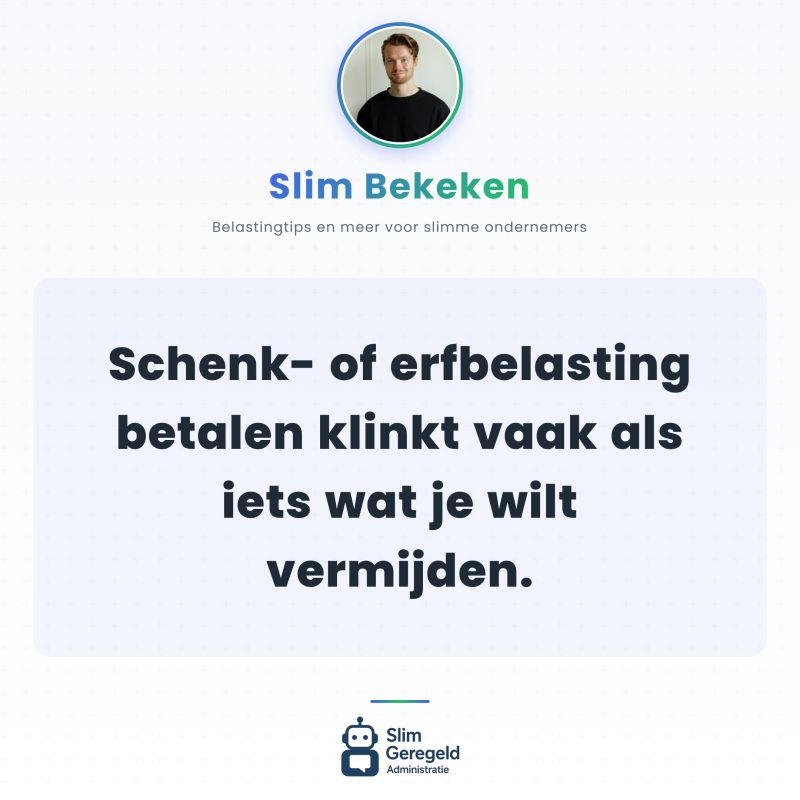 Slim Bekeken
Belastingtips en meer voor slimme ondernemers
Schenk- of erfbelasting
betalen klinkt vaak als
iets wat je wilt
vermijden.
Slim
Geregeld
Administratie